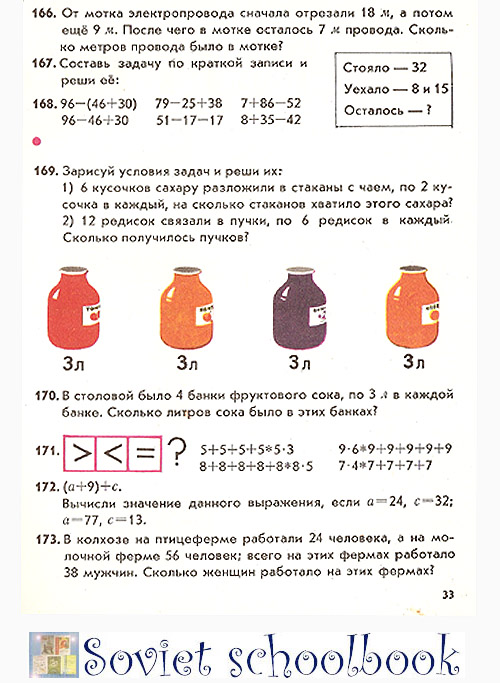 166. От мотка электропровода сначала отрезали 18 м, а потом
ещё 9 м. После чего в мотке осталось 7 м провода. Сколь-
ко метров провода было в мотке?
167. Составь задачу по краткой записи и
реши её:
Стояло — 32
Уехало — 8 и 15
Осталось — ?
168. 96—(46+30) 79—25+38 7+86—52
96—46+30 51—17—17 8+35—42
169. Зарисуй условия задач и реши их:
1) 6 кусочков сахару разложили в стаканы с чаем, по 2 ку-
сочка в каждый, на сколько стаканов хватило этого сахара?
2) 12 редисок связали в пучки, по 6 редисок в каждый.
Сколько получилось пучков?
3л 3л 3л 3л
170. В столовой было 4 банки фруктового сока, по 3 л в каждой
банке. Сколько литров сока было в этих банках?
171. > < = ? 5+5+5+5*5·3 9·6*9+9+9+9+9
8+8+8+8+8*8·5 7·4*7+7+7+7
172. (a+9)+c.
Вычисли значение данного выражения, если a=24, c=32;
a=77, c=13.
173. В колхозе на птицеферме работали 24 человека, а на мо-
лочной ферме 56 человек; всего на этих фермах работало
38 мужчин. Сколько женщин работало на этих фермах?
33
Soviet schoolbook